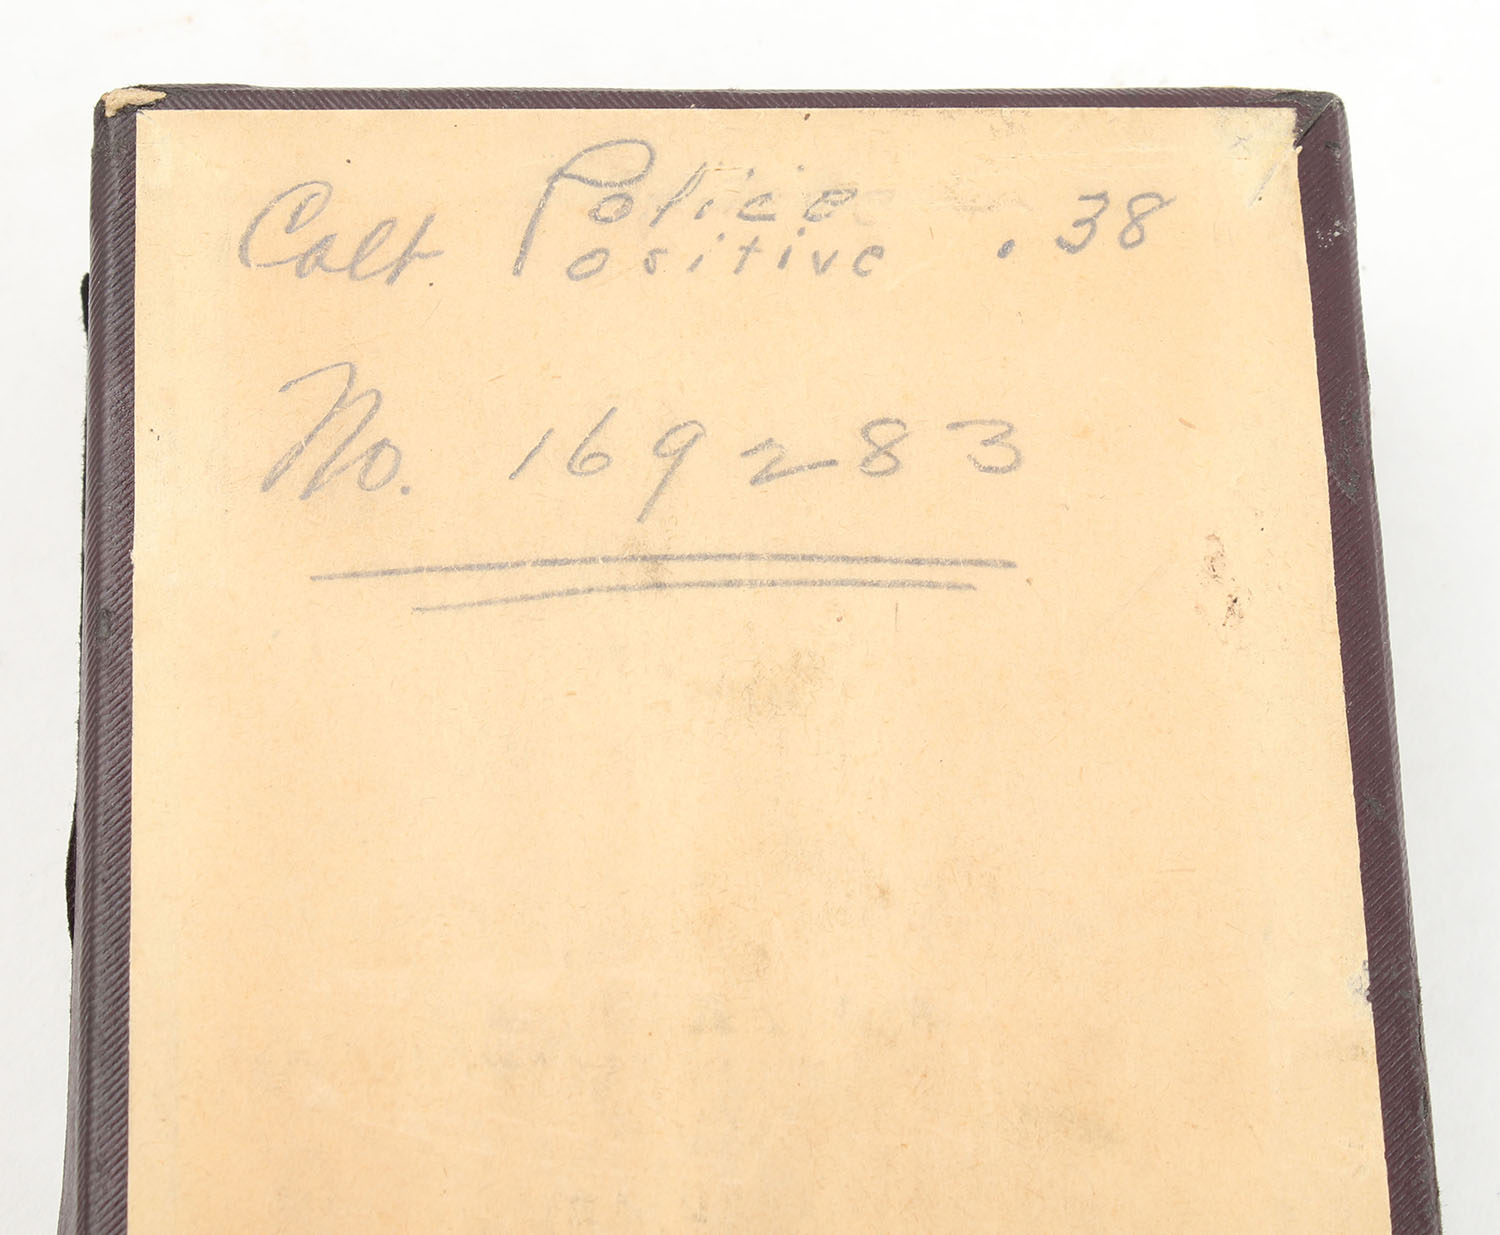 Colt Police Positive .38
No. 169283